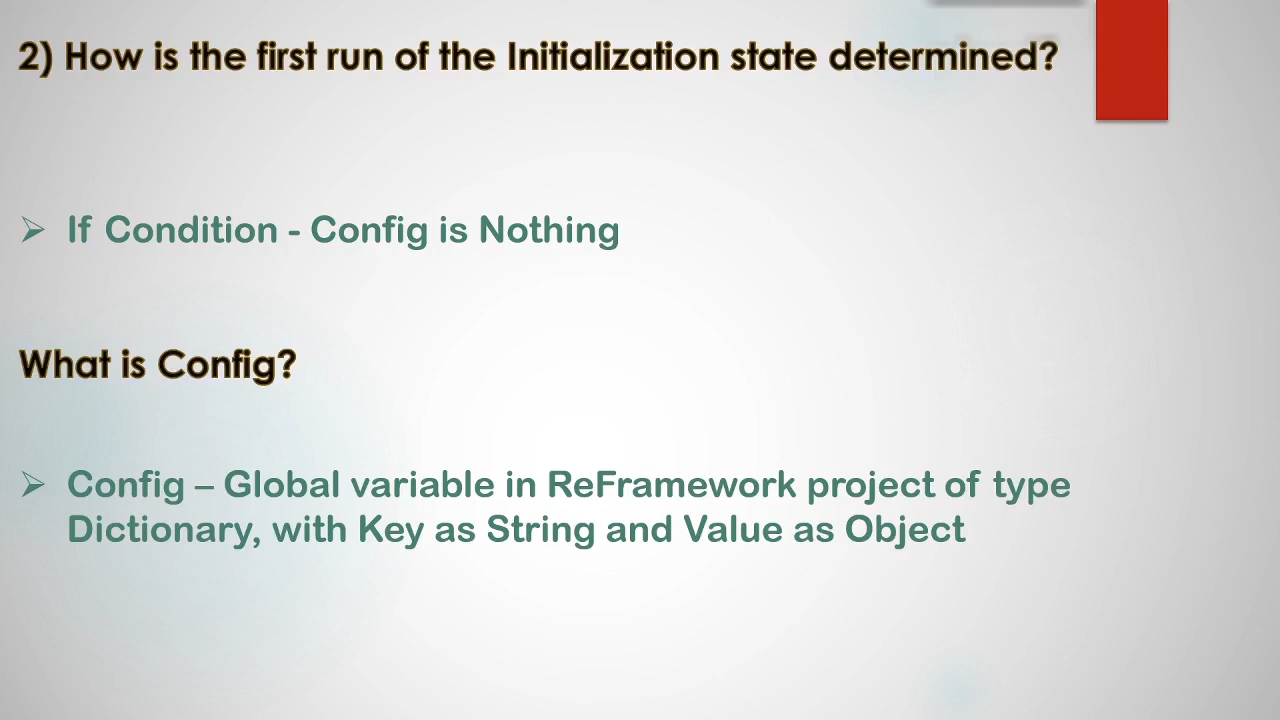 2) How is the first run of the Initialization state determined?
If Condition - Config is Nothing
What is Config?
Config – Global variable in ReFramework project of type
Dictionary, with Key as String and Value as Object